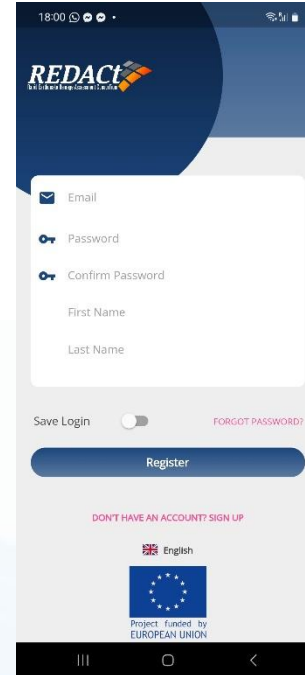 18:00
REDACt
Email
Password
Confirm Password
First Name
Last Name
Save Login
FORGOT PASSWORD?
Register
DON'T HAVE AN ACCOUNT? SIGN UP
English
Project funded by
EUROPEAN UNION